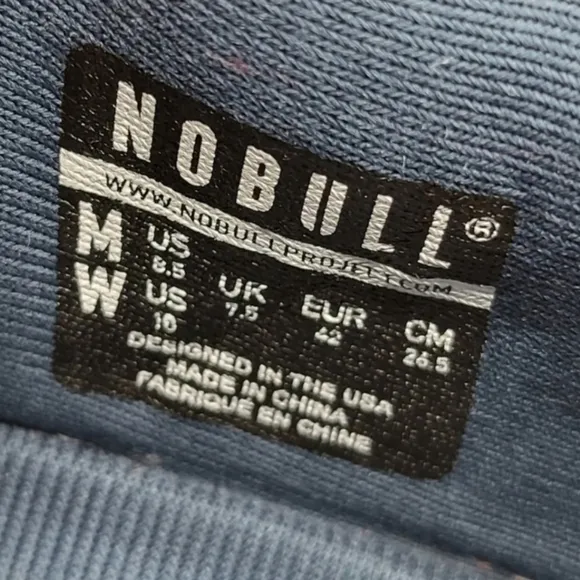 NOBULL®
WWW.NOBULLPROJECT.COM
M US 8.5
W US 10 UK 7.5 EUR 42 CM 26.5
DESIGNED IN THE USA
MADE IN CHINA
FABRIQUÉ EN CHINE